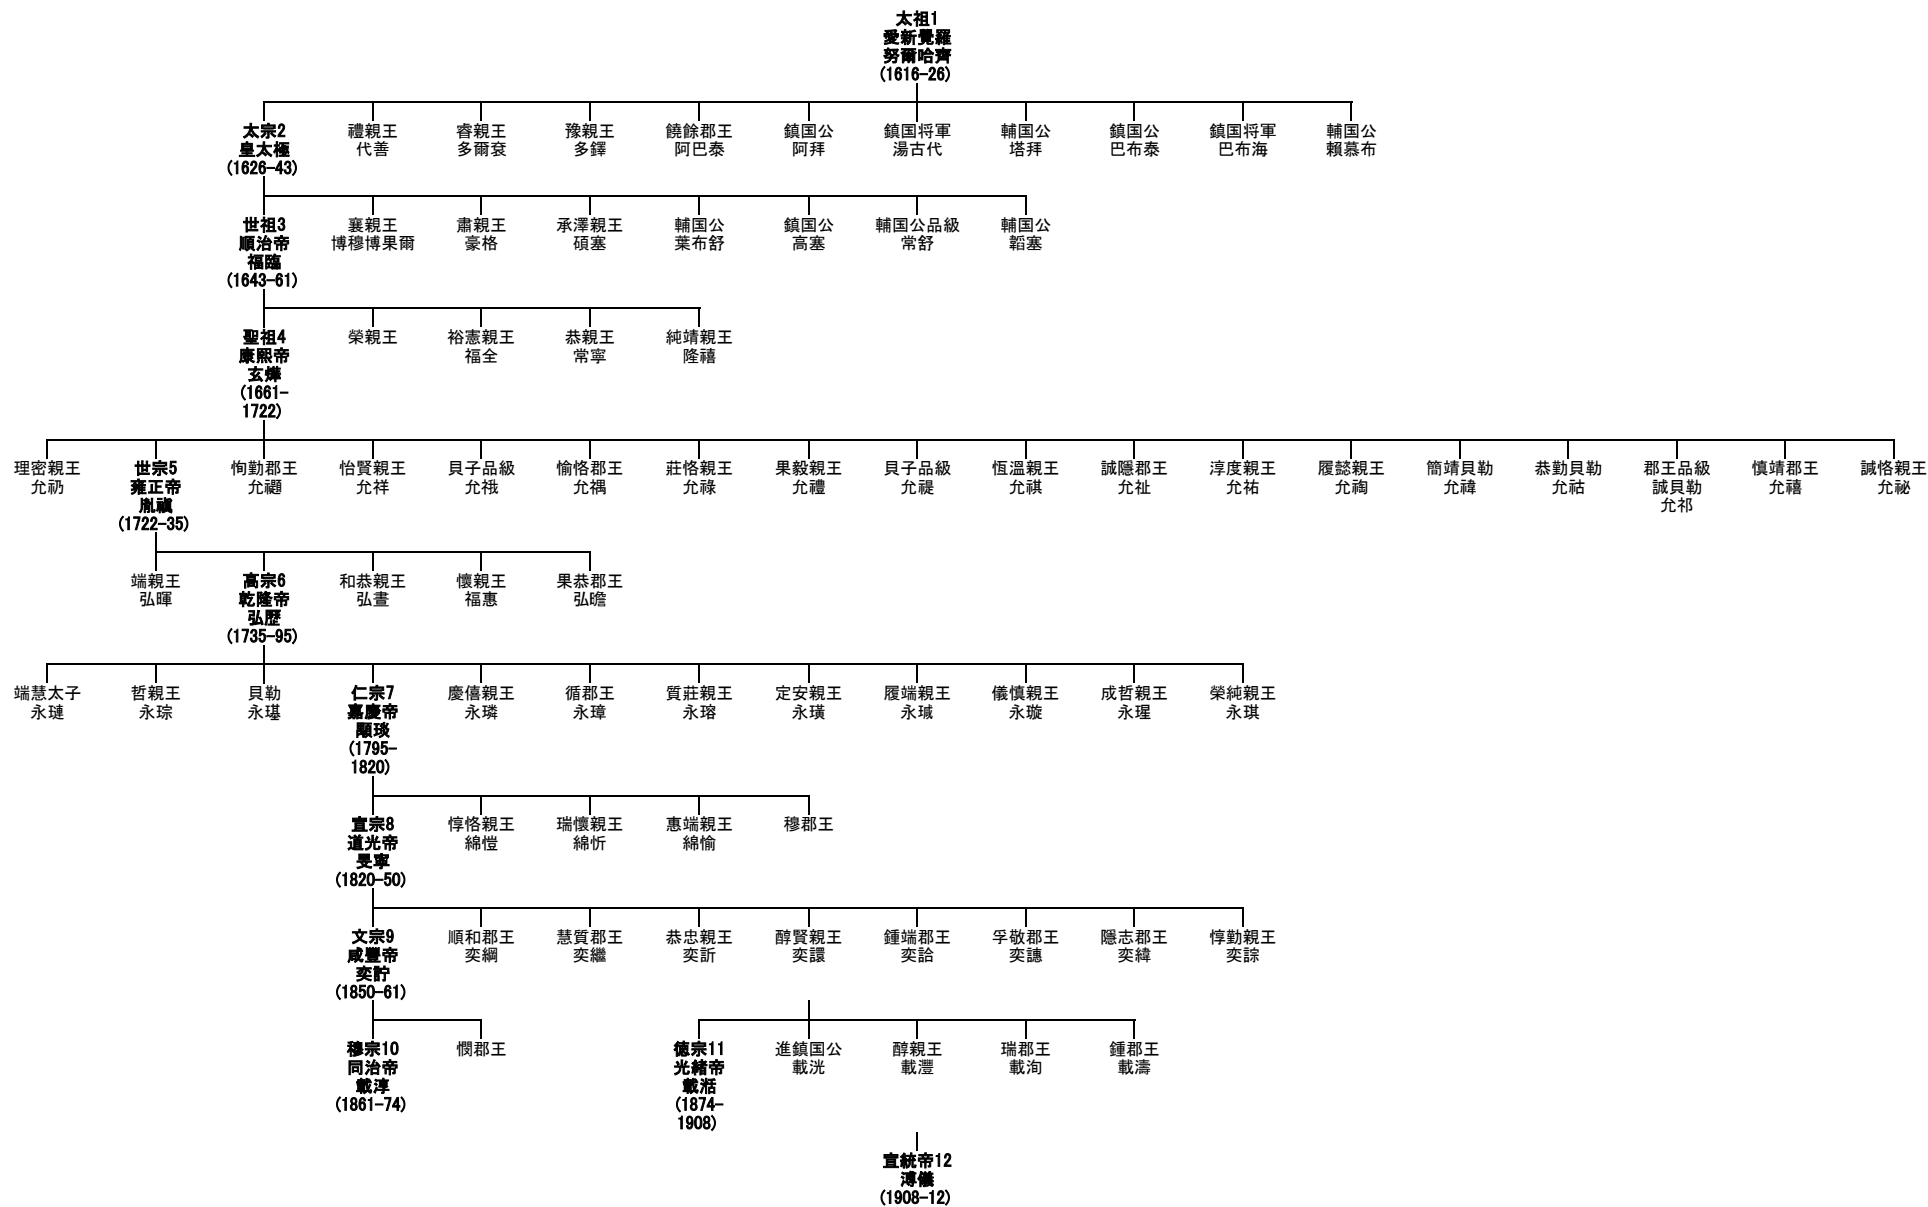 太祖1
愛新覺羅
努爾哈齊
(1616-26)
太宗2
皇太極
(1626-43)
禮親王
代善
睿親王
多爾袞
豫親王
多鐸
饒餘郡王
阿巴泰
鎮国公
阿拜
鎮国将軍
湯古代
輔国公
塔拜
鎮国公
巴布泰
鎮国将軍
巴布海
輔国公
賴慕布
世祖3
順治帝
福臨
(1643-61)
襄親王
博穆博果爾
肅親王
豪格
承澤親王
碩塞
輔国公
葉布舒
鎮国公
高塞
輔国公品級
常舒
輔国公
韜塞
聖祖4
康熙帝
玄燁
(1661-
1722)
榮親王
裕憲親王
福全
恭親王
常寧
純靖親王
隆禧
理密親王
允礽
世宗5
雍正帝
胤禛
(1722-35)
恂勤郡王
允禵
怡賢親王
允祥
貝子品級
允䄉
愉恪郡王
允禑
莊恪親王
允祿
果毅親王
允禮
貝子品級
允禔
恆溫親王
允祺
誠隱郡王
允祉
淳度親王
允祐
履懿親王
允祹
簡靖貝勒
允禕
恭勤貝勒
允祜
郡王品級
誠貝勒
允祁
慎靖郡王
允禧
誠恪親王
允祕
端親王
弘暉
高宗6
乾隆帝
弘歷
(1735-95)
和恭親王
弘晝
懷親王
福惠
果恭郡王
弘曕
端慧太子
永璉
哲親王
永琮
貝勒
永璂
仁宗7
嘉慶帝
顒琰
(1795-
1820)
慶僖親王
永璘
循郡王
永璋
質莊親王
永瑢
定安親王
永璜
履端親王
永珹
儀慎親王
永璇
成哲親王
永瑆
榮純親王
永琪
宣宗8
道光帝
旻寧
(1820-50)
惇恪親王
綿愷
瑞懷親王
綿忻
惠端親王
綿愉
穆郡王
文宗9
咸豐帝
奕詝
(1850-61)
順和郡王
奕綱
慧質郡王
奕繼
恭忠親王
奕訢
醇賢親王
奕譞
鍾端郡王
奕詥
孚敬郡王
奕譓
隱志郡王
奕緯
惇勤親王
奕誴
穆宗10
同治帝
載淳
(1861-74)
憫郡王
徳宗11
光緒帝
載湉
(1874-
1908)
進鎮国公
載洸
醇親王
載灃
瑞郡王
載洵
鍾郡王
載濤
宣統帝12
溥儀
(1908-12)